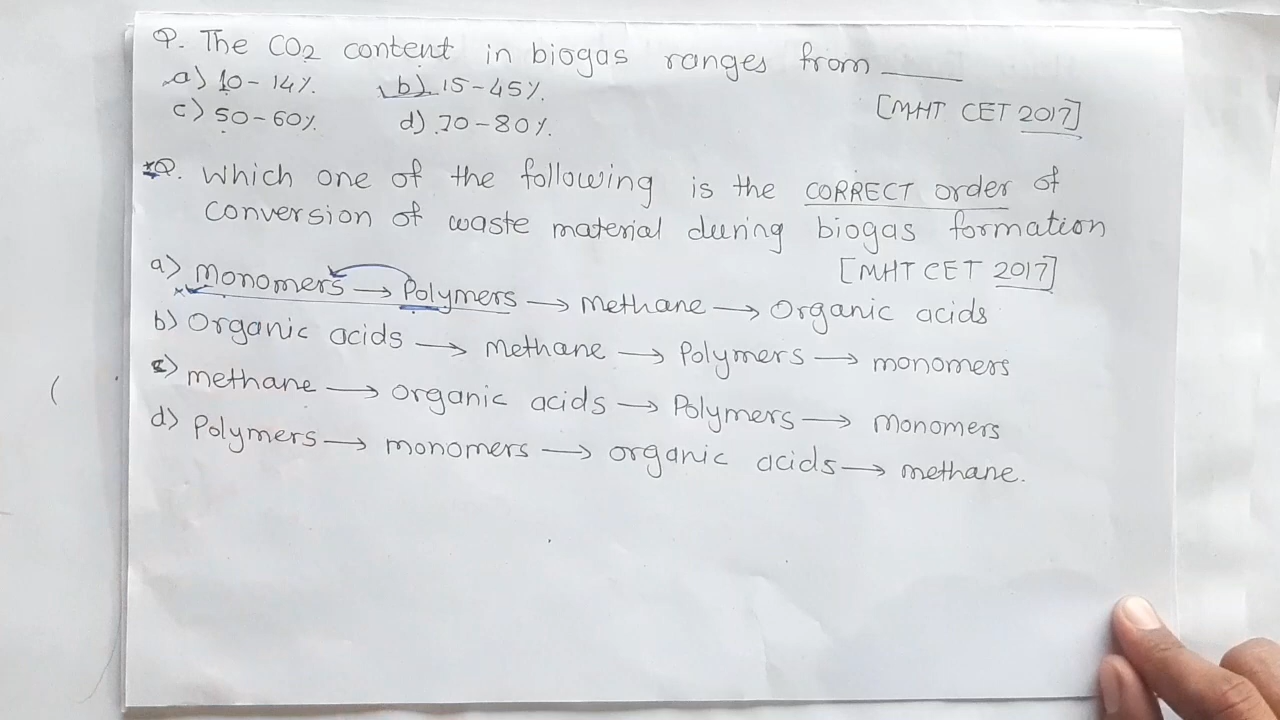 Q. The CO2 content in biogas ranges from ____
a) 10-14%. b) 15-45%.
c) 50-60%. d) 70-80%.
[MHT CET 2017]
*Q. Which one of the following is the CORRECT order of
conversion of waste material during biogas formation
[MHT CET 2017]
a) Monomers → Polymers → Methane → Organic acids
b) Organic acids → Methane → Polymers → monomers
c) methane → organic acids → Polymers → monomers
d) Polymers → monomers → organic acids → methane.